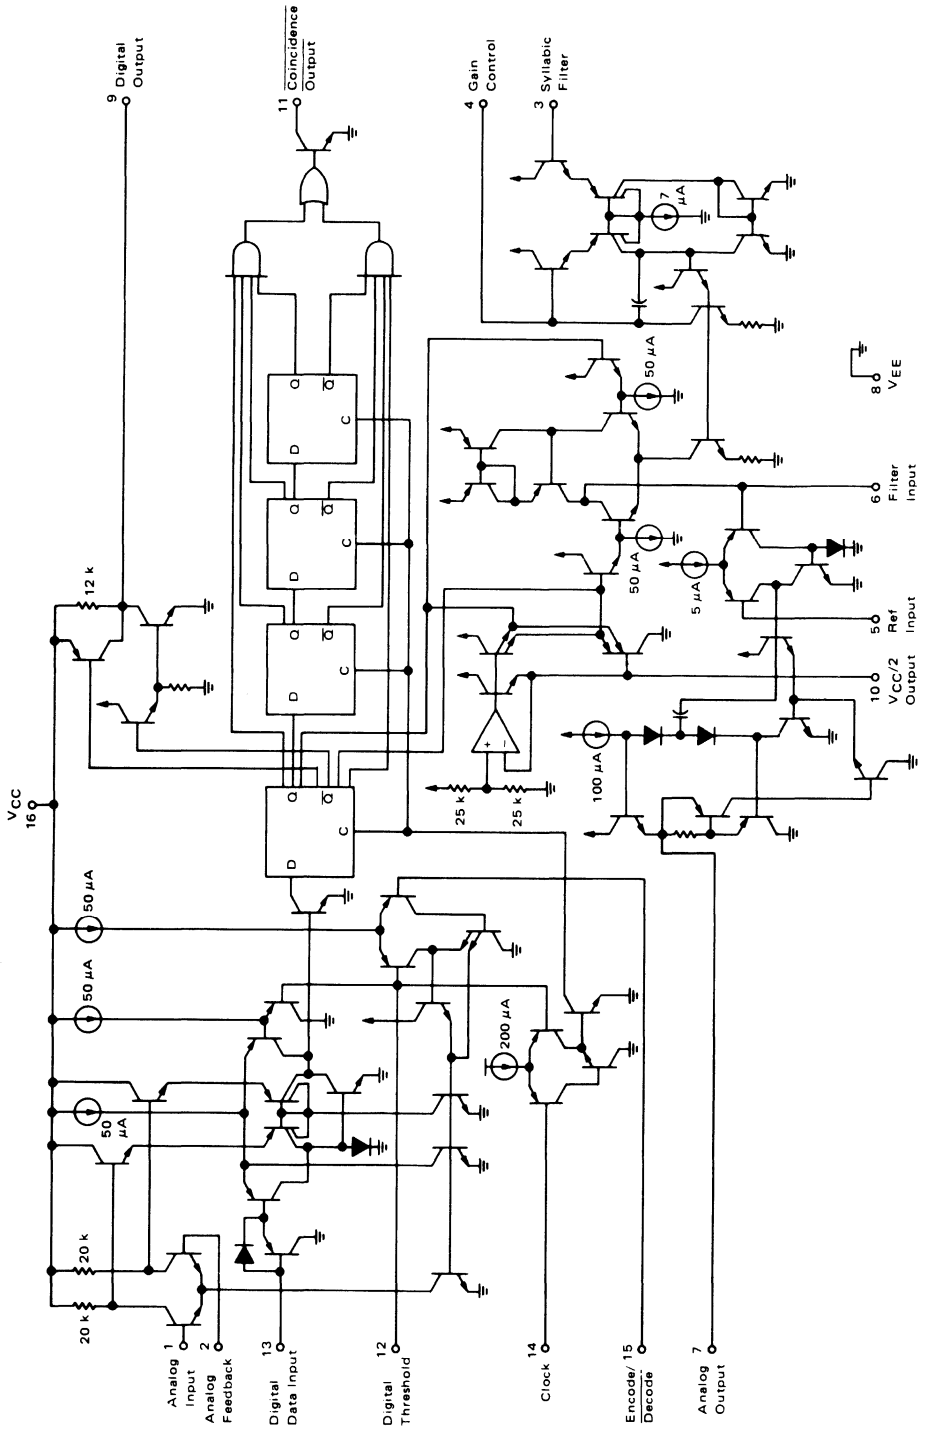 9 Digital
Output
11 Coincidence
Output
4 Gain
Control
3 Syllabic
Filter
7
μA
12 k
VCC
16
Q
Q
D
C
Q
Q
D
C
Q
Q
D
C
Q
Q
D
C
50 μA
50 μA
50 μA
8
VEE
6
Filter
Input
5 μA
5
Ref
Input
10
VCC/2
Output
+
–
25 k
25 k
100 μA
50 μA
50 μA
50
μA
200 μA
20 k
20 k
1
Analog
Input
2
Analog
Feedback
13
Digital
Data Input
12
Digital
Threshold
14
Clock
15
Encode/
Decode
7
Analog
Output